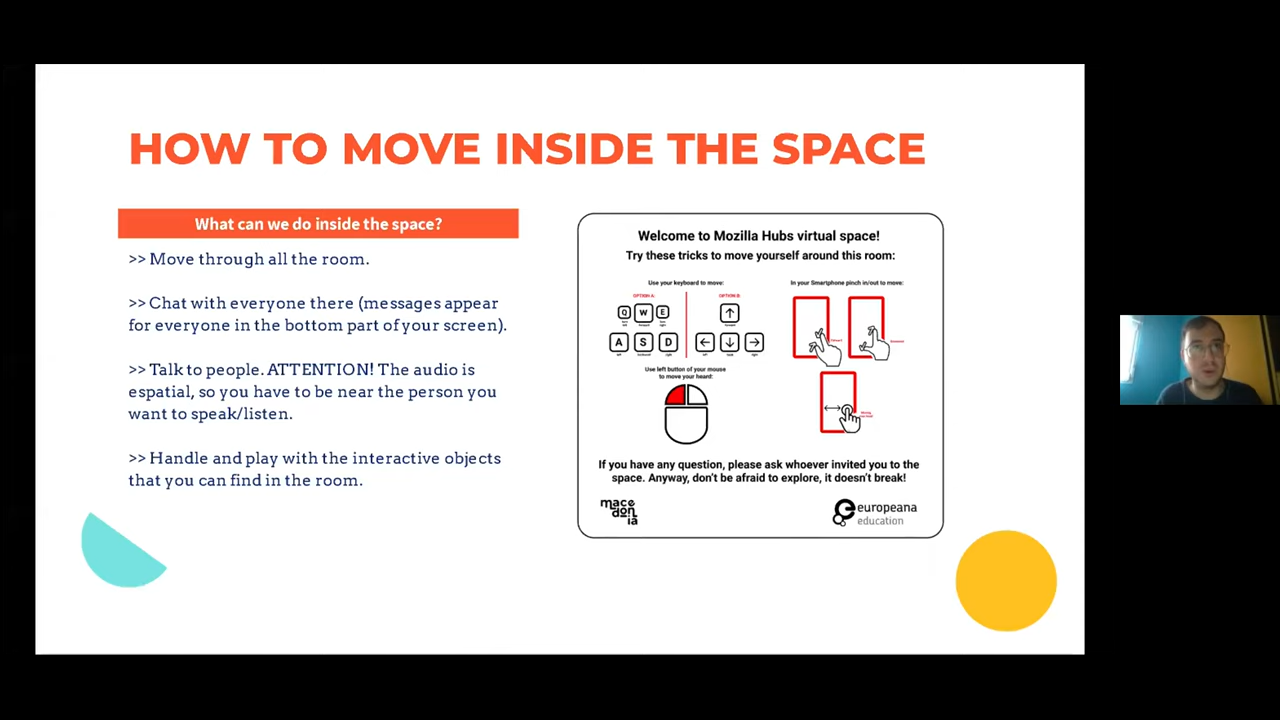 HOW TO MOVE INSIDE THE SPACE
What can we do inside the space?
>> Move through all the room.
>> Chat with everyone there (messages appear
for everyone in the bottom part of your screen).
>> Talk to people. ATTENTION! The audio is
espatial, so you have to be near the person you
want to speak/listen.
>> Handle and play with the interactive objects
that you can find in the room.
Welcome to Mozilla Hubs virtual space!
Try these tricks to move yourself around this room:
Use your keyboard to move:
OPTION A:
OPTION B:
Q W E
A S D
Use left button of your mouse
to move your heard:
In your Smartphone pinch in/out to move:
If you have any question, please ask whoever invited you to the
space. Anyway, don't be afraid to explore, it doesn't break!
mace
don
ia
europeana
education